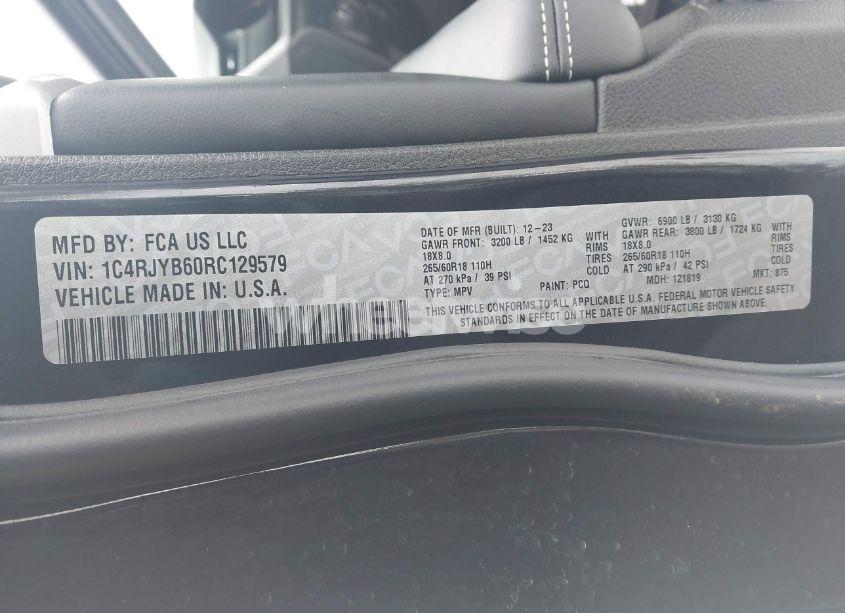 MFD BY: FCA US LLC
VIN: 1C4RJYB60RC129579
VEHICLE MADE IN: U.S.A.
DATE OF MFR (BUILT): 12-23 GVWR: 6900 LB / 3130 KG
GAWR FRONT: 3200 LB / 1452 KG WITH GAWR REAR: 3800 LB / 1724 KG WITH
18X8.0 RIMS 18X8.0 RIMS
265/60R18 110H TIRES 265/60R18 110H TIRES
AT 270 kPa / 39 PSI COLD AT 290 kPa / 42 PSI COLD
TYPE: MPV PAINT: PCQ MDH: 121819 MKT: 875
THIS VEHICLE CONFORMS TO ALL APPLICABLE U.S.A. FEDERAL MOTOR VEHICLE SAFETY
STANDARDS IN EFFECT ON THE DATE OF MANUFACTURE SHOWN ABOVE.